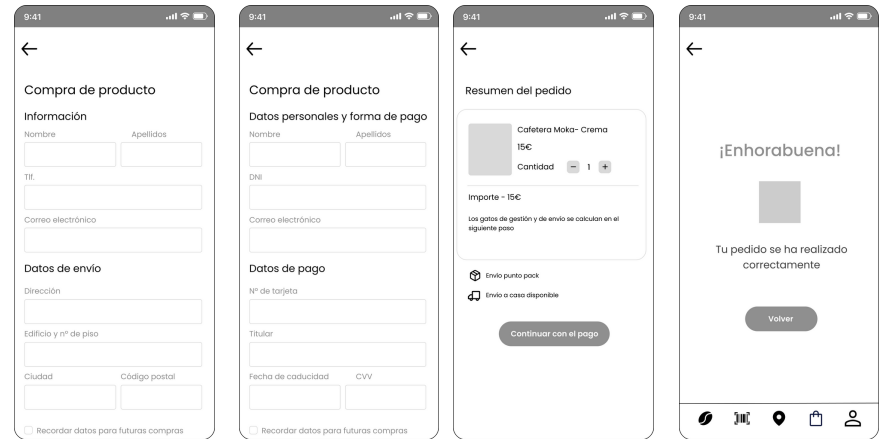 9:41
Compra de producto
Información
Nombre
Apellidos
Tlf.
Correo electrónico
Datos de envío
Dirección
Edificio y nº de piso
Ciudad
Código postal
Recordar datos para futuras compras
9:41
Compra de producto
Datos personales y forma de pago
Nombre
Apellidos
DNI
Correo electrónico
Datos de pago
Nº de tarjeta
Titular
Fecha de caducidad
CVV
Recordar datos para futuras compras
9:41
Resumen del pedido
Cafetera Moka- Crema
15€
Cantidad − 1 +
Importe - 15€
Los gatos de gestión y de envío se calculan en el
siguiente paso
Envio punto pack
Envio a casa disponible
Continuar con el pago
9:41
¡Enhorabuena!
Tu pedido se ha realizado
correctamente
Volver